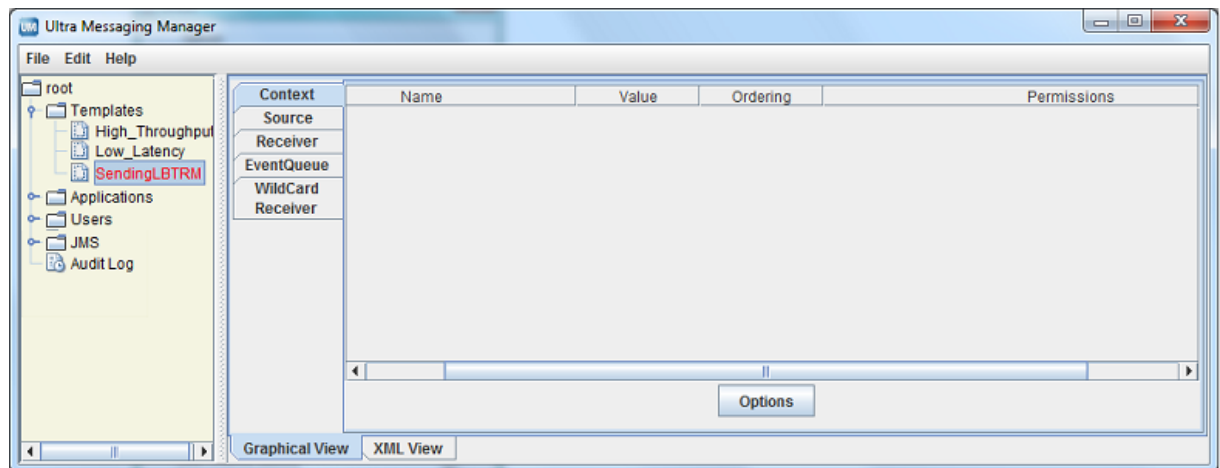 UM Ultra Messaging Manager
File Edit Help
root
Templates
High_Throughput
Low_Latency
SendingLBTRM
Applications
Users
JMS
Audit Log
Context
Source
Receiver
EventQueue
WildCard
Receiver
Name Value Ordering Permissions
Options
Graphical View XML View